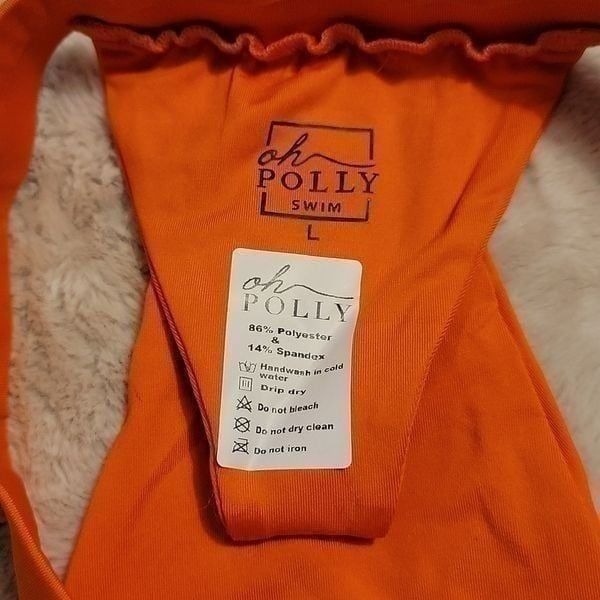 oh
POLLY
SWIM
L
oh
POLLY
86% Polyester
&
14% Spandex
Handwash in cold
water
Drip dry
Do not bleach
Do not dry clean
Do not iron